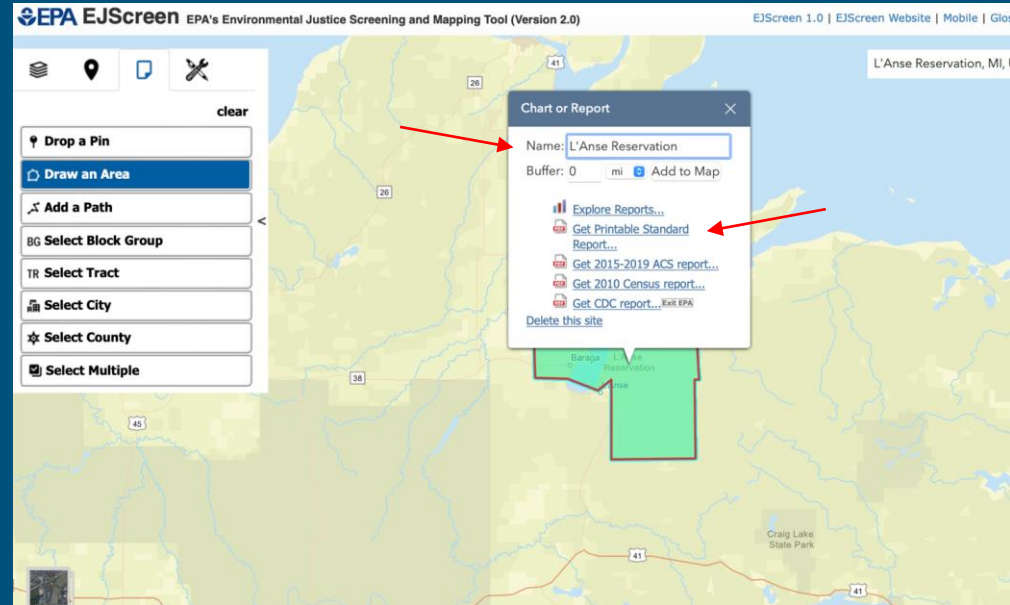 EPA EJScreen EPA's Environmental Justice Screening and Mapping Tool (Version 2.0)
EJScreen 1.0 | EJScreen Website | Mobile |
L'Anse Reservation, MI,
clear
Drop a Pin
Draw an Area
Add a Path
BG Select Block Group
TR Select Tract
Select City
Select County
Select Multiple
<
Chart or Report
Name: L'Anse Reservation
Buffer: 0 mi Add to Map
Explore Reports...
Get Printable Standard
Report...
Get 2015-2019 ACS report...
Get 2010 Census report...
Get CDC report... Exit EPA
Delete this site
41
26
26
Baraga
Reservation
38
45
Craig Lake
State Park
41
41